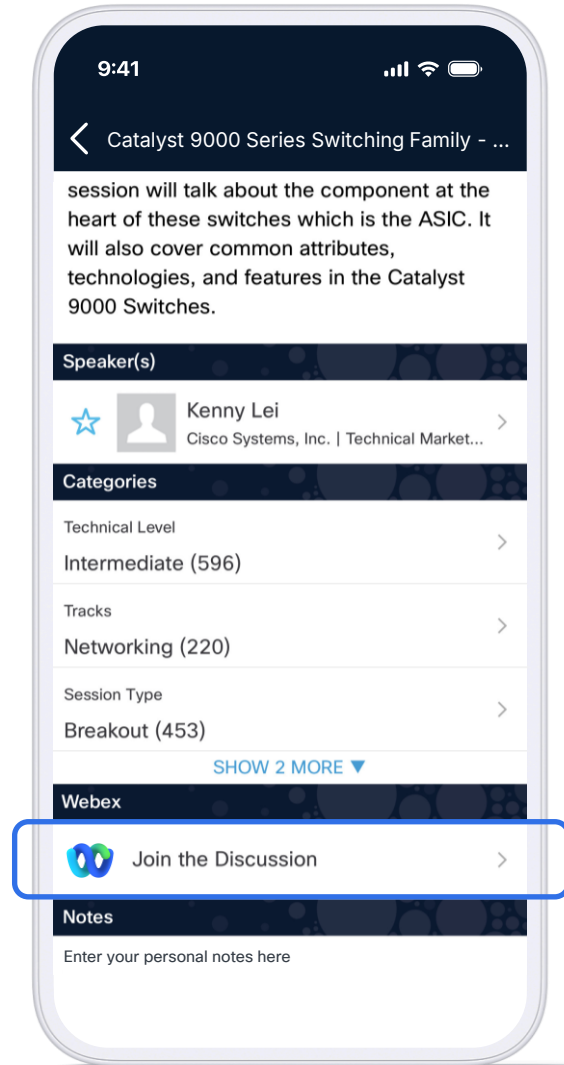 9:41
Catalyst 9000 Series Switching Family - ...
session will talk about the component at the
heart of these switches which is the ASIC. It
will also cover common attributes,
technologies, and features in the Catalyst
9000 Switches.
Speaker(s)
Kenny Lei
Cisco Systems, Inc. | Technical Market...
Categories
Technical Level
Intermediate (596)
Tracks
Networking (220)
Session Type
Breakout (453)
SHOW 2 MORE ▼
Webex
Join the Discussion
Notes
Enter your personal notes here